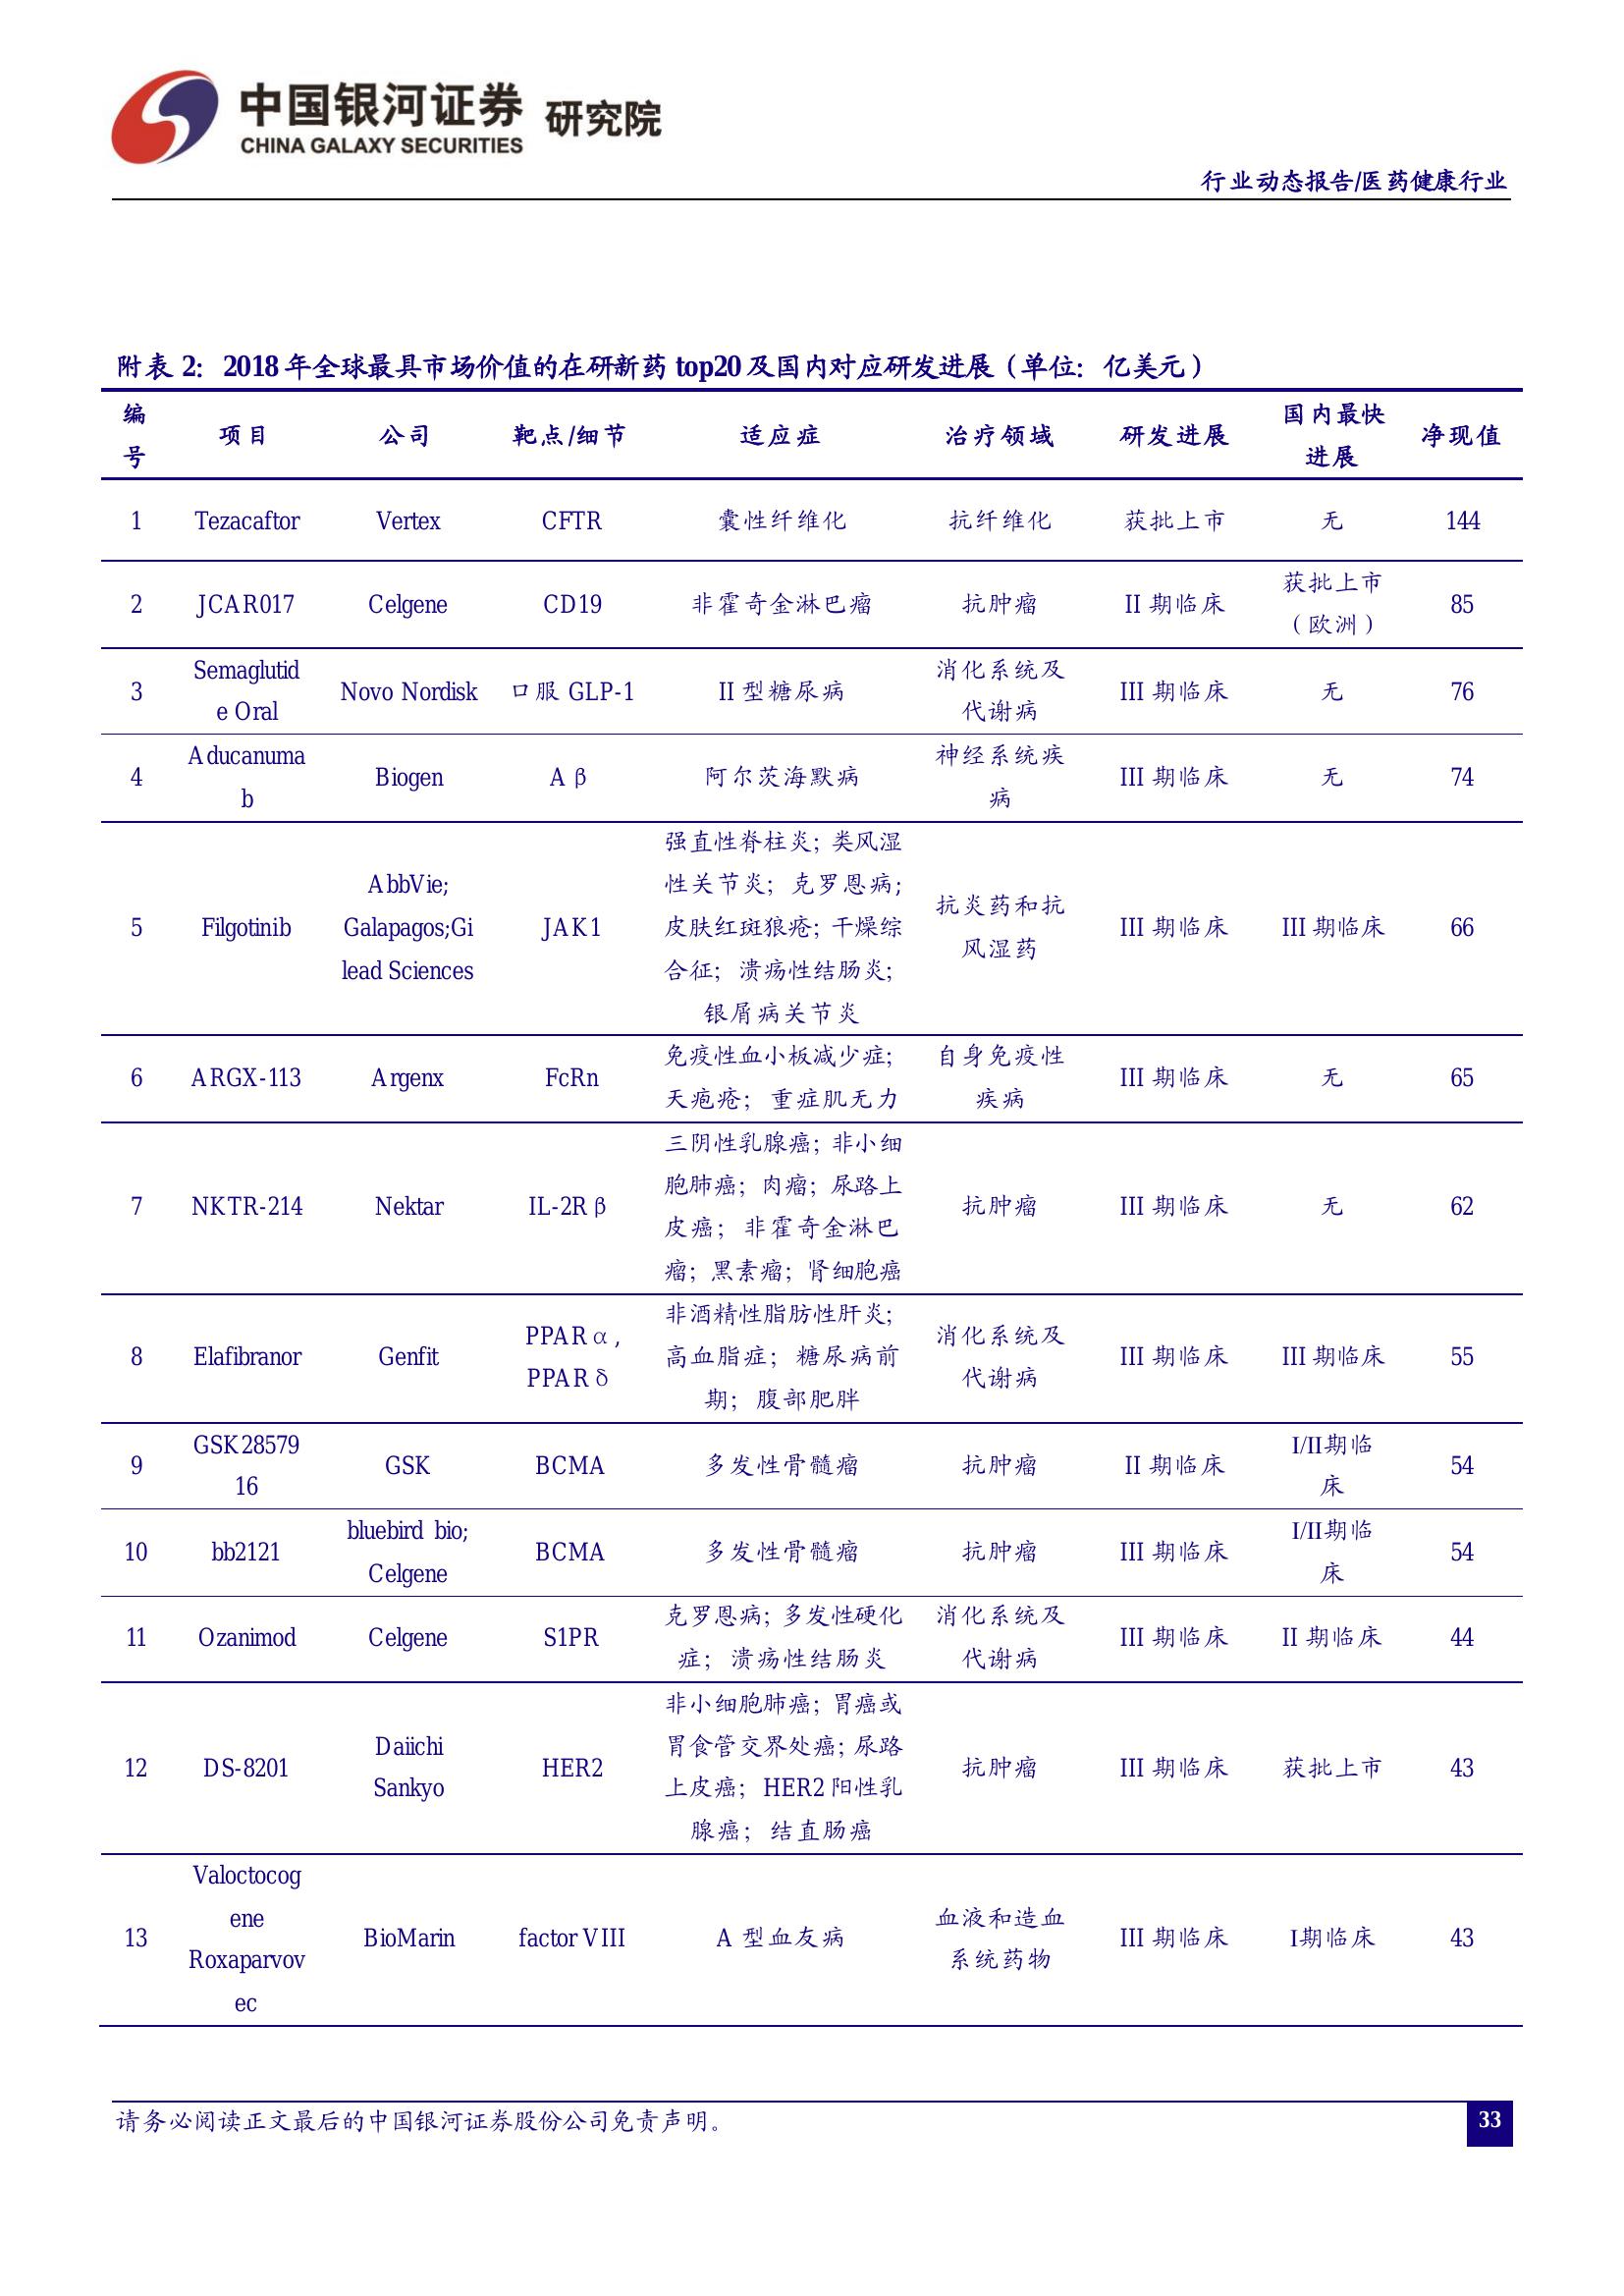 中国银河证券 研究院
CHINA GALAXY SECURITIES
行业动态报告/医药健康行业
附表 2：2018 年全球最具市场价值的在研新药 top20 及国内对应研发进展（单位：亿美元）
编号 项目 公司 靶点/细节 适应症 治疗领域 研发进展 国内最快进展 净现值
1 Tezacaftor Vertex CFTR 囊性纤维化 抗纤维化 获批上市 无 144
2 JCAR017 Celgene CD19 非霍奇金淋巴瘤 抗肿瘤 II 期临床 获批上市（欧洲） 85
3 Semaglutide Oral Novo Nordisk 口服 GLP-1 II 型糖尿病 消化系统及代谢病 III 期临床 无 76
4 Aducanumab Biogen Aβ 阿尔茨海默病 神经系统疾病 III 期临床 无 74
5 Filgotinib AbbVie; Galapagos;Gilead Sciences JAK1 强直性脊柱炎；类风湿性关节炎；克罗恩病；皮肤红斑狼疮；干燥综合征；溃疡性结肠炎；银屑病关节炎 抗炎药和抗风湿药 III 期临床 III 期临床 66
6 ARGX-113 Argenx FcRn 免疫性血小板减少症；天疱疮；重症肌无力 自身免疫性疾病 III 期临床 无 65
7 NKTR-214 Nektar IL-2Rβ 三阴性乳腺癌；非小细胞肺癌；肉瘤；尿路上皮癌；非霍奇金淋巴瘤；黑素瘤；肾细胞癌 抗肿瘤 III 期临床 无 62
8 Elafibranor Genfit PPARα, PPARδ 非酒精性脂肪性肝炎；高血脂症；糖尿病前期；腹部肥胖 消化系统及代谢病 III 期临床 III 期临床 55
9 GSK2857916 GSK BCMA 多发性骨髓瘤 抗肿瘤 II 期临床 I/II期临床 54
10 bb2121 bluebird bio; Celgene BCMA 多发性骨髓瘤 抗肿瘤 III 期临床 I/II期临床 54
11 Ozanimod Celgene S1PR 克罗恩病；多发性硬化症；溃疡性结肠炎 消化系统及代谢病 III 期临床 II 期临床 44
12 DS-8201 Daiichi Sankyo HER2 非小细胞肺癌；胃癌或胃食管交界处癌；尿路上皮癌；HER2 阳性乳腺癌；结直肠癌 抗肿瘤 III 期临床 获批上市 43
13 Valoctocogene Roxaparvovec BioMarin factor VIII A 型血友病 血液和造血系统药物 III 期临床 I期临床 43
请务必阅读正文最后的中国银河证券股份公司免责声明。
33